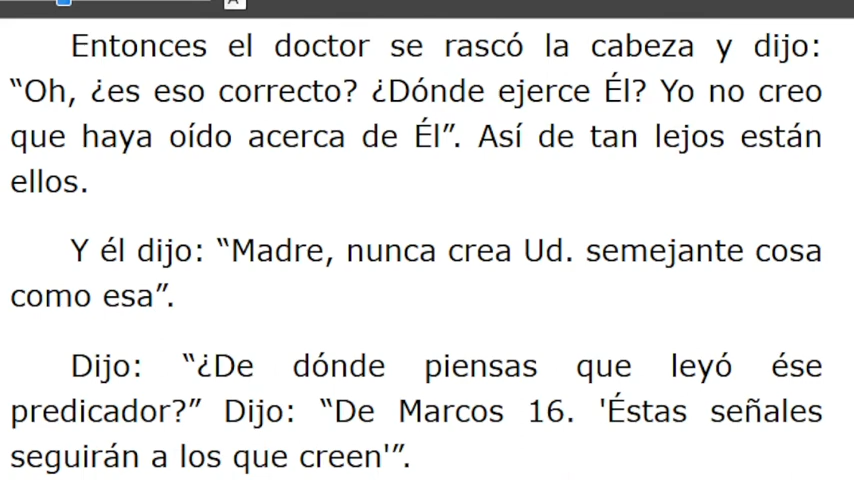 Entonces el doctor se rascó la cabeza y dijo:
“Oh, ¿es eso correcto? ¿Dónde ejerce Él? Yo no creo
que haya oído acerca de Él”. Así de tan lejos están
ellos.
Y él dijo: “Madre, nunca crea Ud. semejante cosa
como esa”.
Dijo: “¿De dónde piensas que leyó ése
predicador?” Dijo: “De Marcos 16. 'Éstas señales
seguirán a los que creen'”.